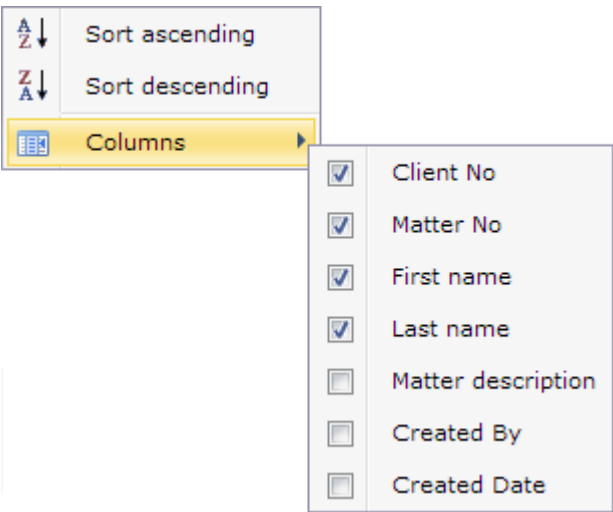 Sort ascending
Sort descending
Columns
Client No
Matter No
First name
Last name
Matter description
Created By
Created Date